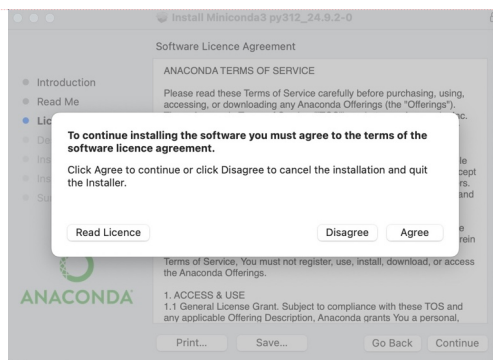 Install Miniconda3 py312_24.9.2-0
Software Licence Agreement
Introduction
Read Me
Lic
ANACONDA TERMS OF SERVICE
Please read these Terms of Service carefully before purchasing, using,
accessing, or downloading any Anaconda Offerings (the "Offerings").
To continue installing the software you must agree to the terms of the
software licence agreement.
Click Agree to continue or click Disagree to cancel the installation and quit
the Installer.
Read Licence
Disagree
Agree
Terms of Service, You must not register, use, install, download, or access
the Anaconda Offerings.
1. ACCESS & USE
1.1 General License Grant. Subject to compliance with these TOS and
any applicable Offering Description, Anaconda grants You a personal,
ANACONDA
Print...
Save...
Go Back
Continue